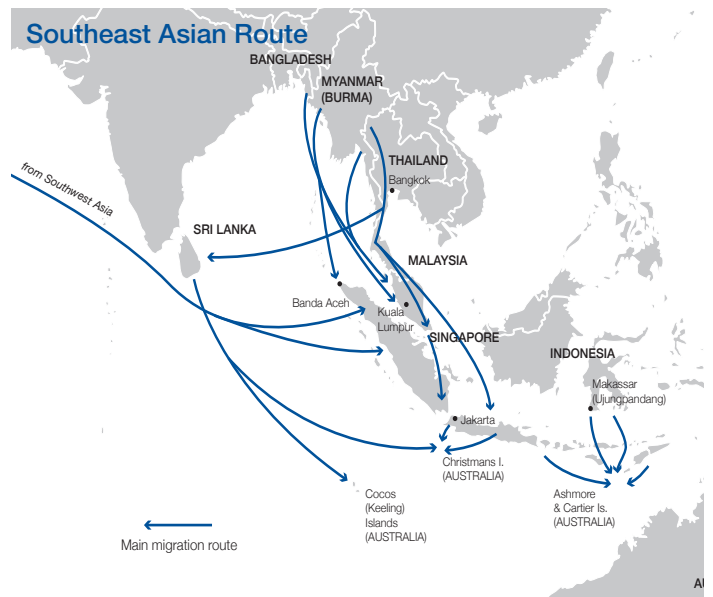 Southeast Asian Route
BANGLADESH
MYANMAR
(BURMA)
THAILAND
Bangkok
from Southwest Asia
SRI LANKA
MALAYSIA
Banda Aceh
Kuala
Lumpur
SINGAPORE
INDONESIA
Makassar
(Ujungpandang)
Jakarta
Christmans I.
(AUSTRALIA)
Cocos
(Keeling)
Islands
(AUSTRALIA)
Ashmore
& Cartier Is.
(AUSTRALIA)
Main migration route
AU